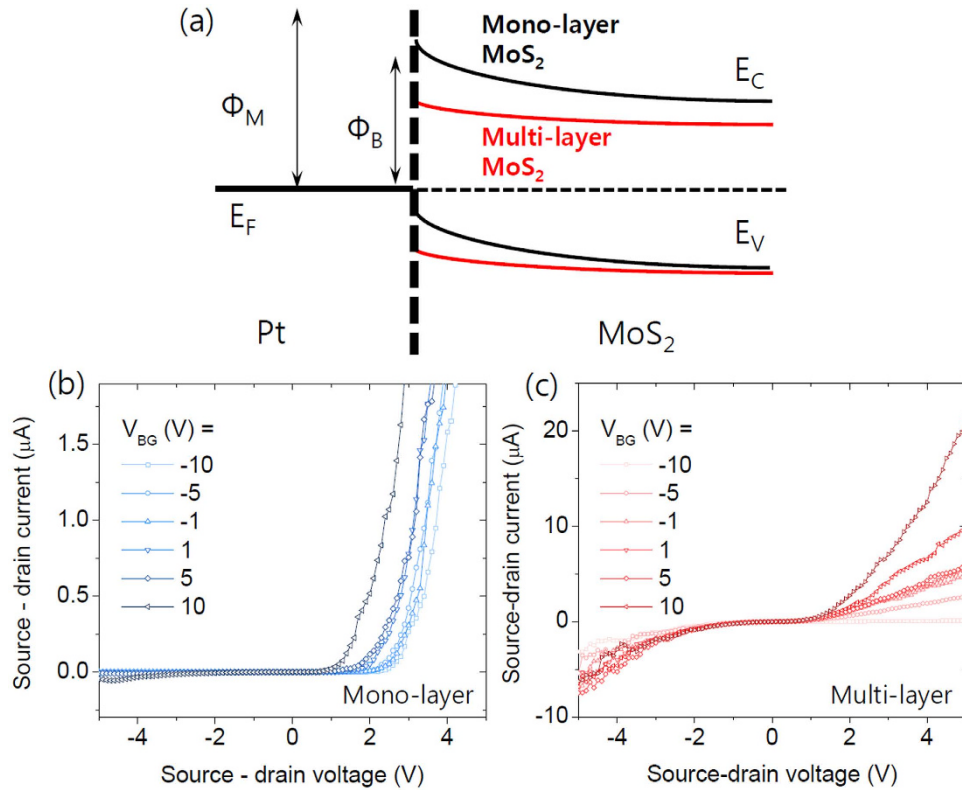 (a)
Mono-layer
MoS₂
E_C
Φ_M
Φ_B
Multi-layer
MoS₂
E_F
E_V
Pt
MoS₂
(b)
V_BG (V) =
-10
-5
-1
1
5
10
Mono-layer
1.5
1.0
0.5
0.0
-4
-2
0
2
4
Source - drain current (μA)
Source - drain voltage (V)
(c)
V_BG (V) =
-10
-5
-1
1
5
10
Multi-layer
20
10
0
-10
-4
-2
0
2
4
Source-drain current (μA)
Source-drain voltage (V)